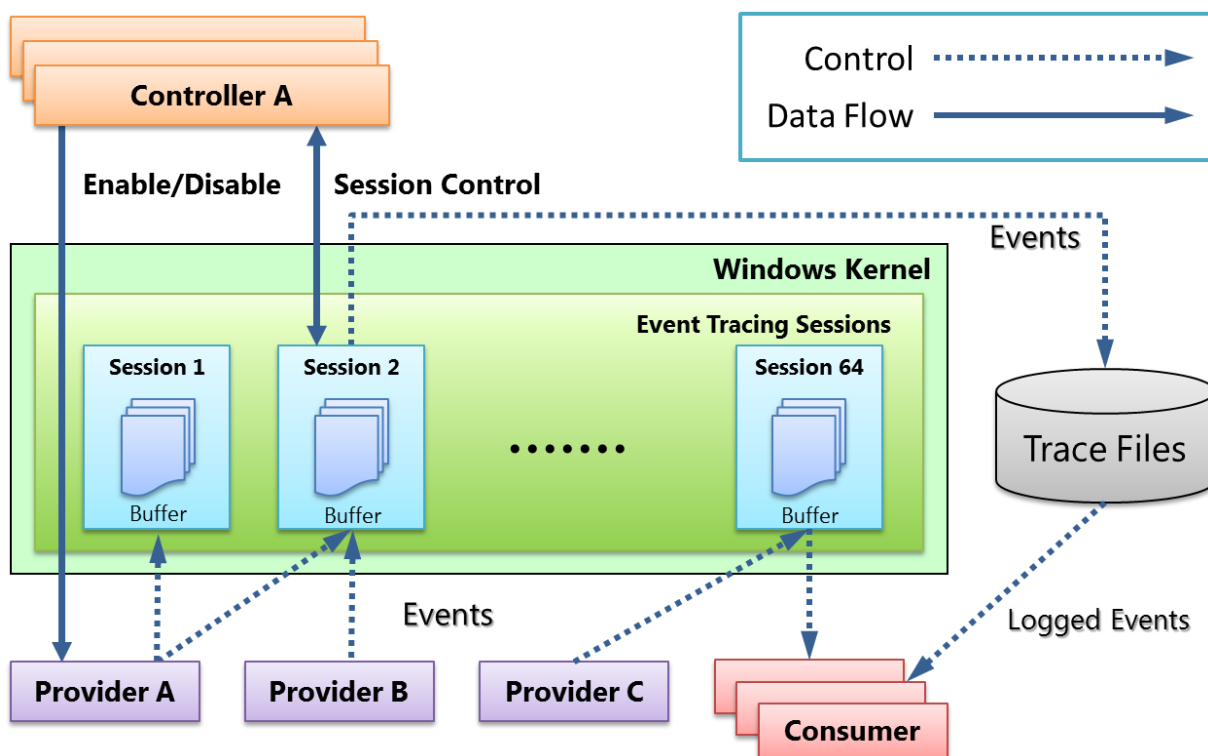 Controller A
Control
Data Flow
Enable/Disable
Session Control
Events
Windows Kernel
Event Tracing Sessions
Session 1
Session 2
Session 64
.......
Buffer
Buffer
Buffer
Trace Files
Events
Logged Events
Provider A
Provider B
Provider C
Consumer